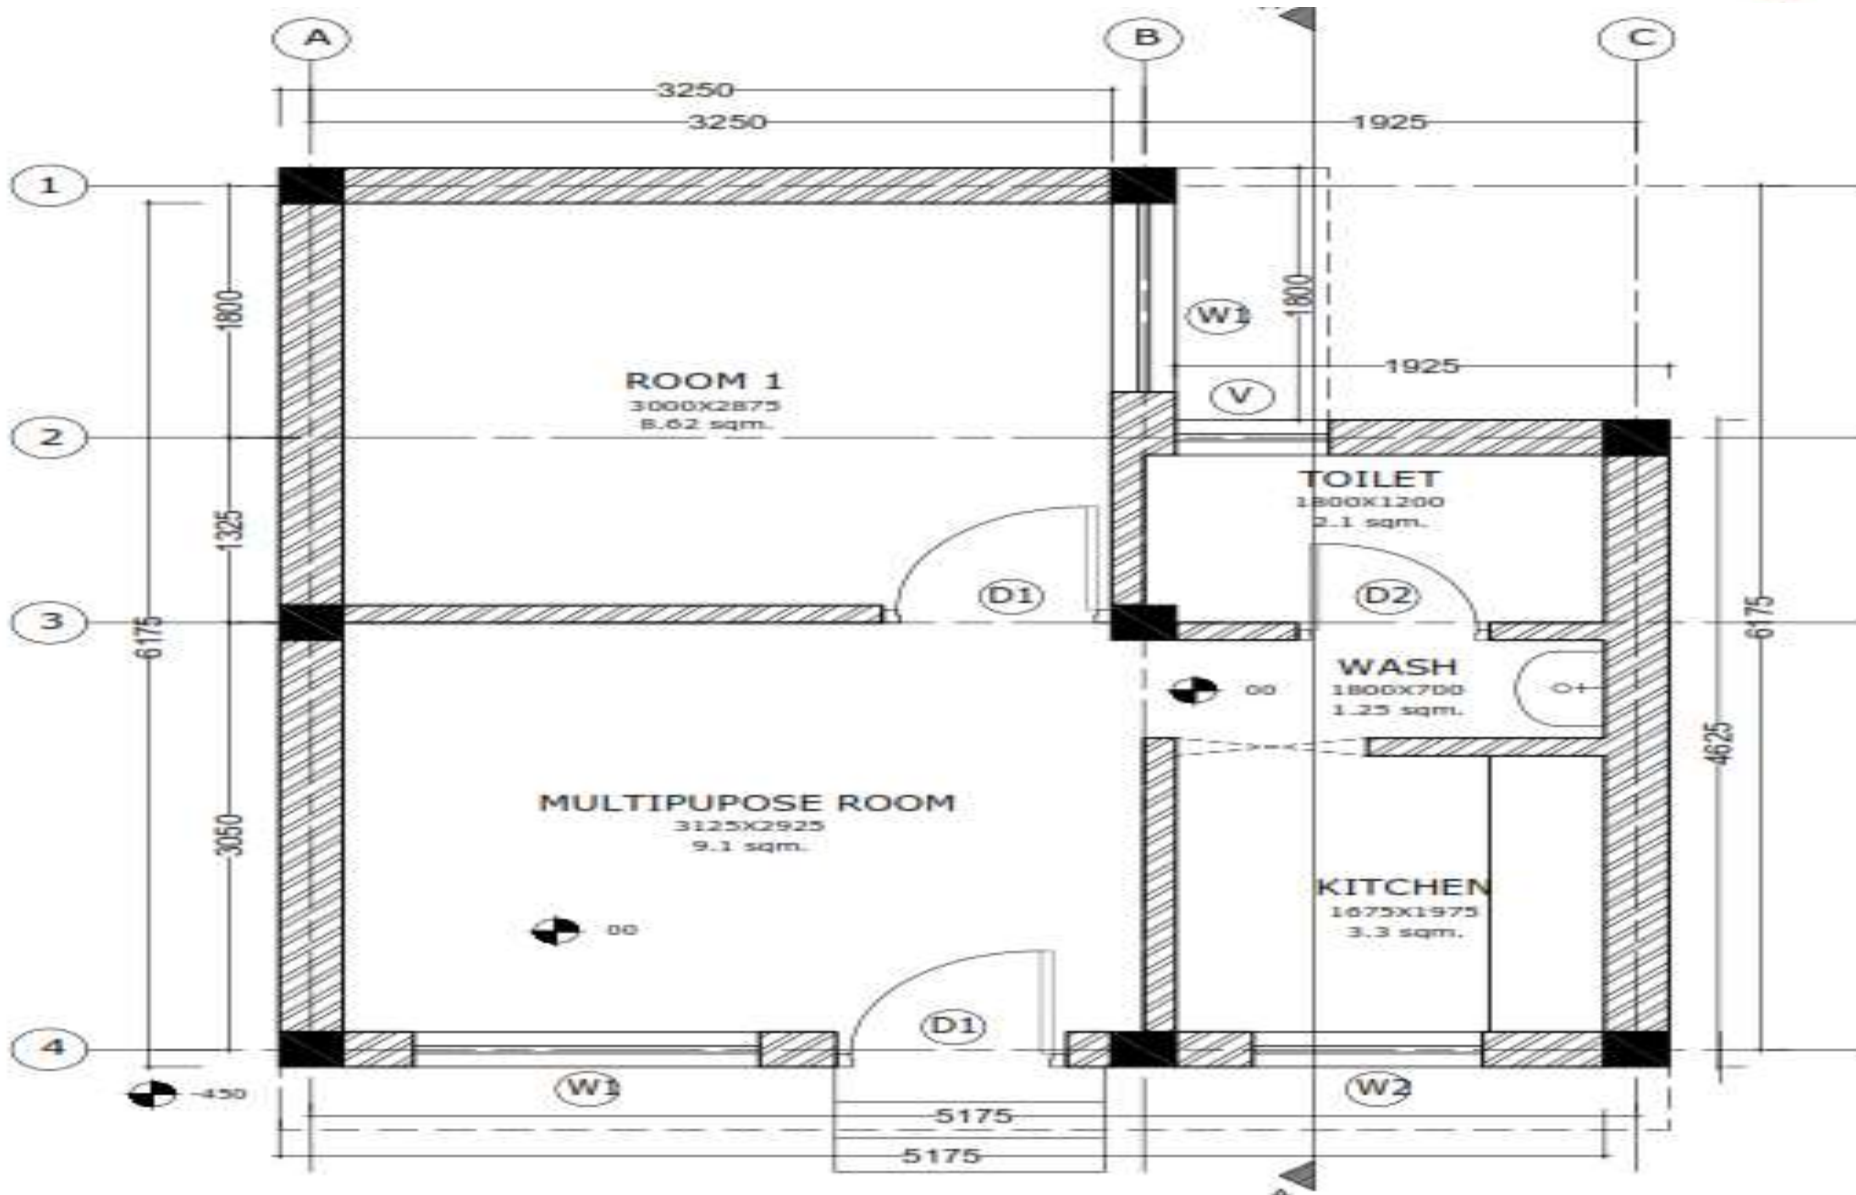 A
B
C
3250
3250
1925
1
1800
W1
1800
1925
V
ROOM 1
3000X2875
8.62 sqm.
2
TOILET
1800X1200
2.1 sqm.
1325
D1
D2
3
6175
6175
WASH
1800X700
1.25 sqm.
00
4625
MULTIPUPOSE ROOM
3125X2925
9.1 sqm.
3050
KITCHEN
1675X1975
3.3 sqm.
00
D1
4
-450
W1
W2
5175
5175